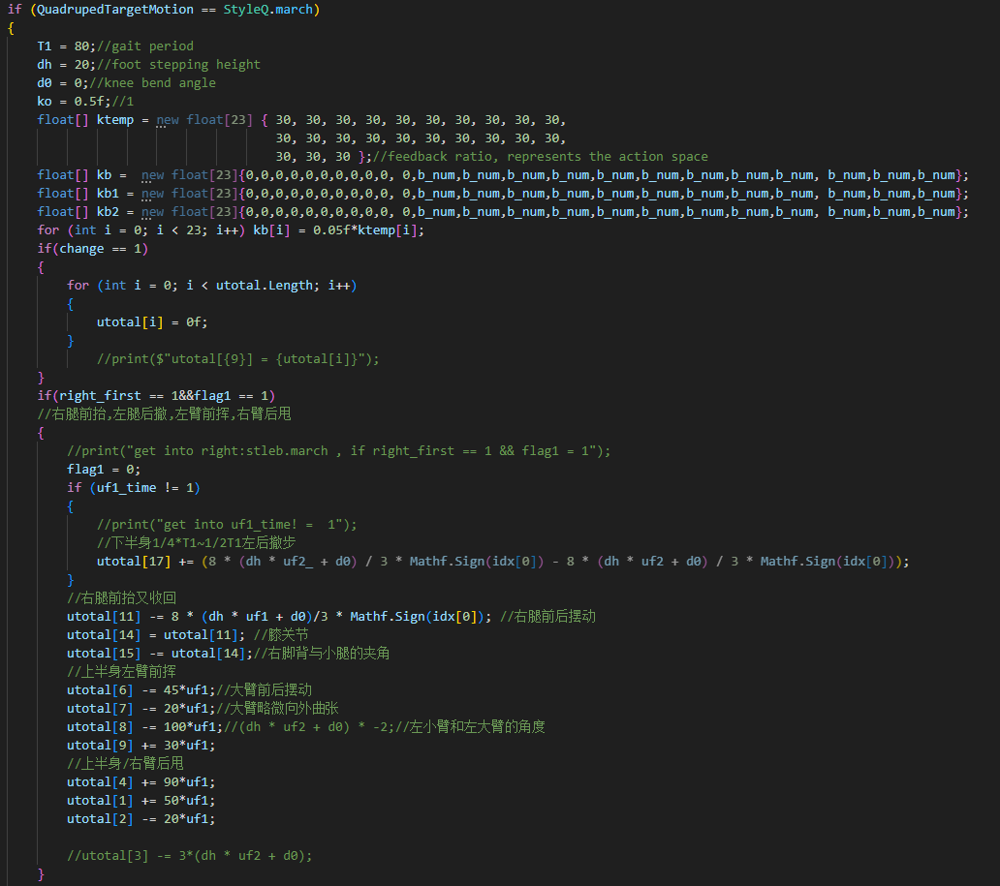 if (QuadrupedTargetMotion == StyleQ.march)
{
T1 = 80;//gait period
dh = 20;//foot stepping height
d0 = 0;//knee bend angle
ko = 0.5f;//1
float[] ktemp = new float[23] { 30, 30, 30, 30, 30, 30, 30, 30, 30, 30,
30, 30, 30, 30, 30, 30, 30, 30, 30, 30,
30, 30, 30 };//feedback ratio, represents the action space
float[] kb =  new float[23]{0,0,0,0,0,0,0,0,0,0, 0,b_num,b_num,b_num,b_num,b_num,b_num,b_num,b_num,b_num, b_num,b_num,b_num};
float[] kb1 = new float[23]{0,0,0,0,0,0,0,0,0,0, 0,b_num,b_num,b_num,b_num,b_num,b_num,b_num,b_num,b_num, b_num,b_num,b_num};
float[] kb2 = new float[23]{0,0,0,0,0,0,0,0,0,0, 0,b_num,b_num,b_num,b_num,b_num,b_num,b_num,b_num,b_num, b_num,b_num,b_num};
for (int i = 0; i < 23; i++) kb[i] = 0.05f*ktemp[i];
if(change == 1)
{
for (int i = 0; i < utotal.Length; i++)
{
utotal[i] = 0f;
}
//print($"utotal[{9}] = {utotal[i]}");
}
if(right_first == 1&&flag1 == 1)
//右腿前抬,左腿后撤,左臂前挥,右臂后甩
{
//print("get into right:stleb.march , if right_first == 1 && flag1 = 1");
flag1 = 0;
if (uf1_time != 1)
{
//print("get into uf1_time! =  1");
//下半身1/4*T1~1/2T1左后撤步
utotal[17] += (8 * (dh * uf2_ + d0) / 3 * Mathf.Sign(idx[0]) - 8 * (dh * uf2 + d0) / 3 * Mathf.Sign(idx[0]));
}
//右腿前抬又收回
utotal[11] -= 8 * (dh * uf1 + d0)/3 * Mathf.Sign(idx[0]); //右腿前后摆动
utotal[14] = utotal[11]; //膝关节
utotal[15] -= utotal[14];//右脚背与小腿的夹角
//上半身左臂前挥
utotal[6] -= 45*uf1;//大臂前后摆动
utotal[7] -= 20*uf1;//大臂略微向外曲张
utotal[8] -= 100*uf1;//(dh * uf2 + d0) * -2;//左小臂和左大臂的角度
utotal[9] += 30*uf1;
//上半身/右臂后甩
utotal[4] += 90*uf1;
utotal[1] += 50*uf1;
utotal[2] -= 20*uf1;
//utotal[3] -= 3*(dh * uf2 + d0);
}